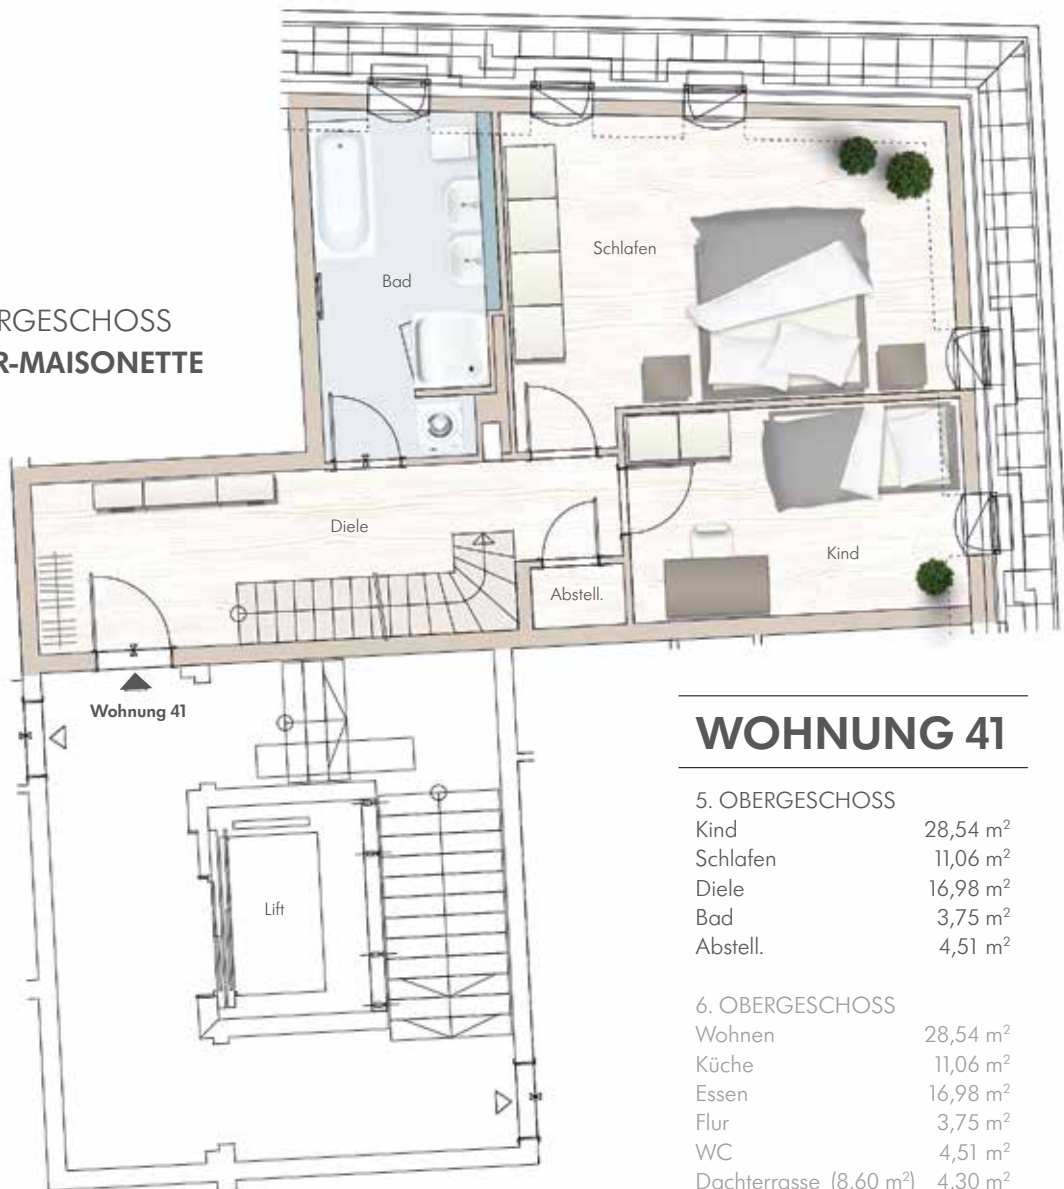 Schlafen
Bad
RGESCHOSS
R-MAISONETTE
Diele
Kind
Abstell.
Wohnung 41
Lift
WOHNUNG 41
5. OBERGESCHOSS
Kind 28,54 m²
Schlafen 11,06 m²
Diele 16,98 m²
Bad 3,75 m²
Abstell. 4,51 m²
6. OBERGESCHOSS
Wohnen 28,54 m²
Küche 11,06 m²
Essen 16,98 m²
Flur 3,75 m²
WC 4,51 m²
Dachterrasse (8,60 m²) 4,30 m²